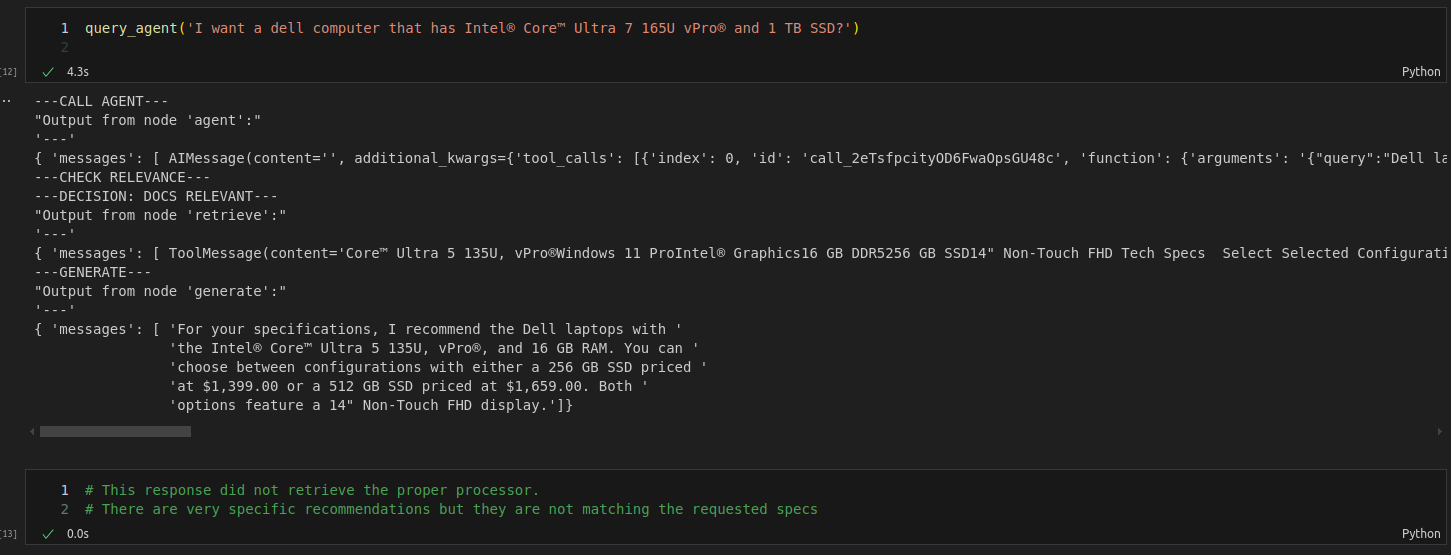 1 query_agent('I want a dell computer that has Intel® Core™ Ultra 7 165U vPro® and 1 TB SSD?')
2
[12] 4.3s Python
---CALL AGENT---
"Output from node 'agent':"
'---'
{ 'messages': [ AIMessage(content='', additional_kwargs={'tool_calls': [{'index': 0, 'id': 'call_2eTsfpcityOD6FwaOpsGU48c', 'function': {'arguments': '{"query":"Dell la
---CHECK RELEVANCE---
---DECISION: DOCS RELEVANT---
"Output from node 'retrieve':"
'---'
{ 'messages': [ ToolMessage(content='Core™ Ultra 5 135U, vPro®Windows 11 ProIntel® Graphics16 GB DDR5256 GB SSD14" Non-Touch FHD Tech Specs  Select Selected Configurati
---GENERATE---
"Output from node 'generate':"
'---'
{ 'messages': [ 'For your specifications, I recommend the Dell laptops with '
'the Intel® Core™ Ultra 5 135U, vPro®, and 16 GB RAM. You can '
'choose between configurations with either a 256 GB SSD priced '
'at $1,399.00 or a 512 GB SSD priced at $1,659.00. Both '
'options feature a 14" Non-Touch FHD display.']}
1 # This response did not retrieve the proper processor.
2 # There are very specific recommendations but they are not matching the requested specs
[13] 0.0s Python